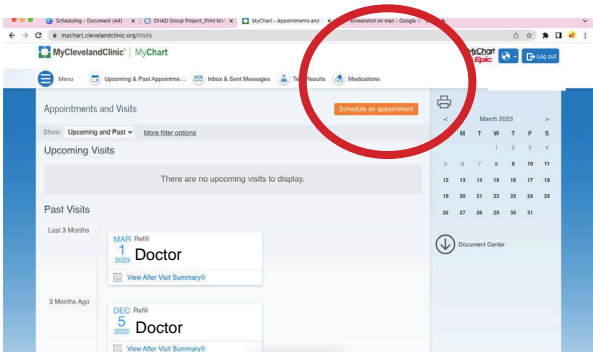 Scheduling - Document (A4)
DHAD Group Project_Print Ma
MyChart - Appointments and
Screenshot on mac - Google
mychart.clevelandclinic.org/Visits
MyClevelandClinic® | MyChart
MyChart
Epic
Log out
Menu
Upcoming & Past Appointme...
Inbox & Sent Messages
Results
Medications
Appointments and Visits
Schedule an appointment
Show: Upcoming and Past
More filter options
Upcoming Visits
There are no upcoming visits to display.
Past Visits
Last 3 Months
MAR Refill
1 Doctor
2023
View After Visit Summary®
3 Months Ago
DEC Refill
5 Doctor
2022
View After Visit Summary®
< March 2023 >
M T W T F S
1 2 3 4
5 6 7 8 9 10 11
12 13 14 15 16 17 18
19 20 21 22 23 24 25
26 27 28 29 30 31
Document Center